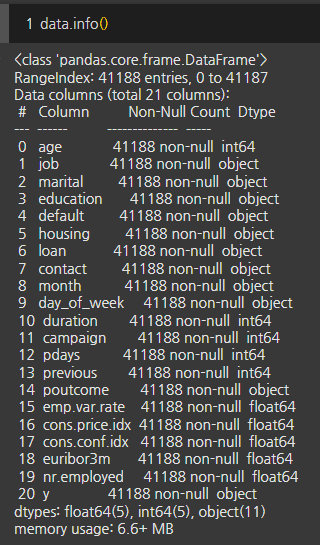 1 data.info()
<class 'pandas.core.frame.DataFrame'>
RangeIndex: 41188 entries, 0 to 41187
Data columns (total 21 columns):
# Column Non-Null Count Dtype
--- ------ -------------- -----
0 age 41188 non-null int64
1 job 41188 non-null object
2 marital 41188 non-null object
3 education 41188 non-null object
4 default 41188 non-null object
5 housing 41188 non-null object
6 loan 41188 non-null object
7 contact 41188 non-null object
8 month 41188 non-null object
9 day_of_week 41188 non-null object
10 duration 41188 non-null int64
11 campaign 41188 non-null int64
12 pdays 41188 non-null int64
13 previous 41188 non-null int64
14 poutcome 41188 non-null object
15 emp.var.rate 41188 non-null float64
16 cons.price.idx 41188 non-null float64
17 cons.conf.idx 41188 non-null float64
18 euribor3m 41188 non-null float64
19 nr.employed 41188 non-null float64
20 y 41188 non-null object
dtypes: float64(5), int64(5), object(11)
memory usage: 6.6+ MB